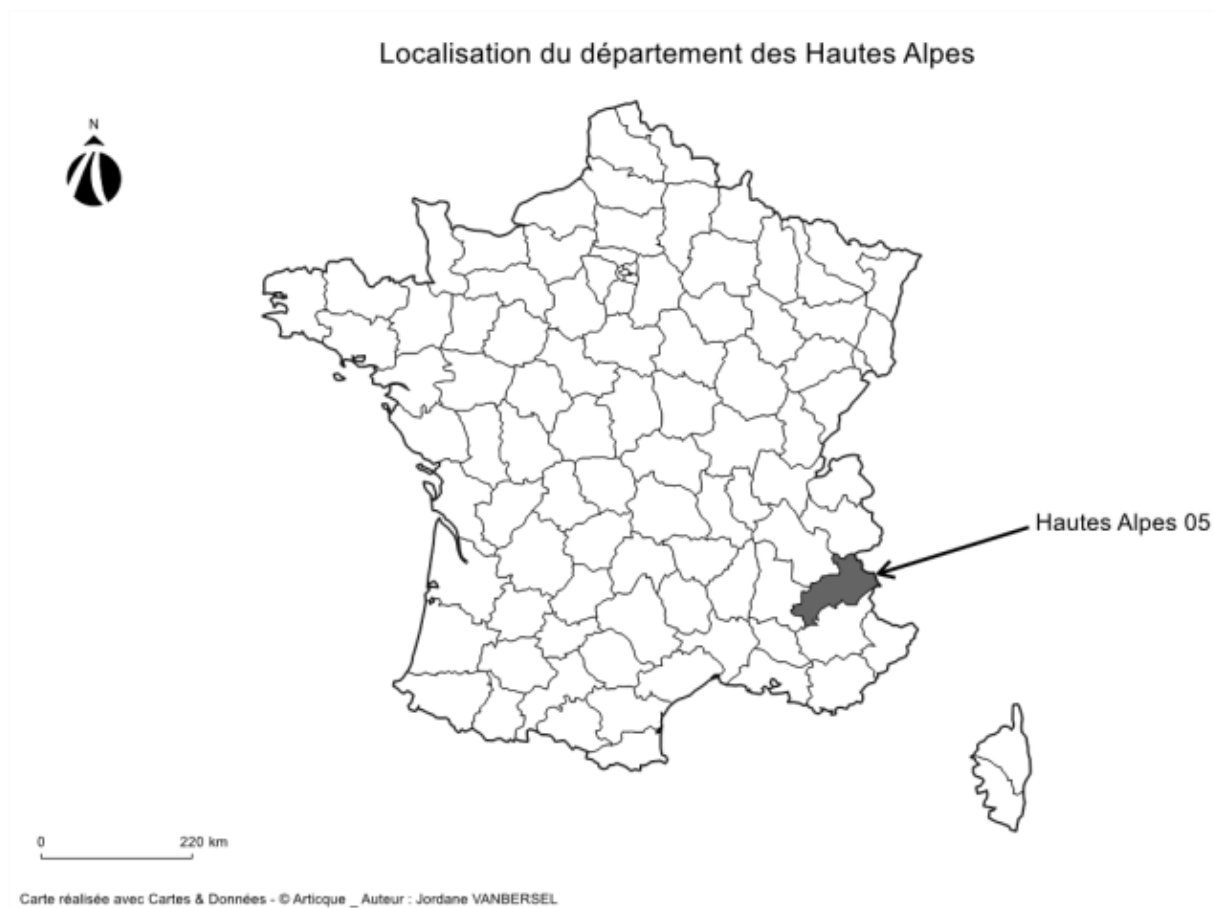 Localisation du département des Hautes Alpes
N
Hautes Alpes 05
0 220 km
Carte réalisée avec Cartes & Données - © Articque _ Auteur : Jordane VANBERSEL